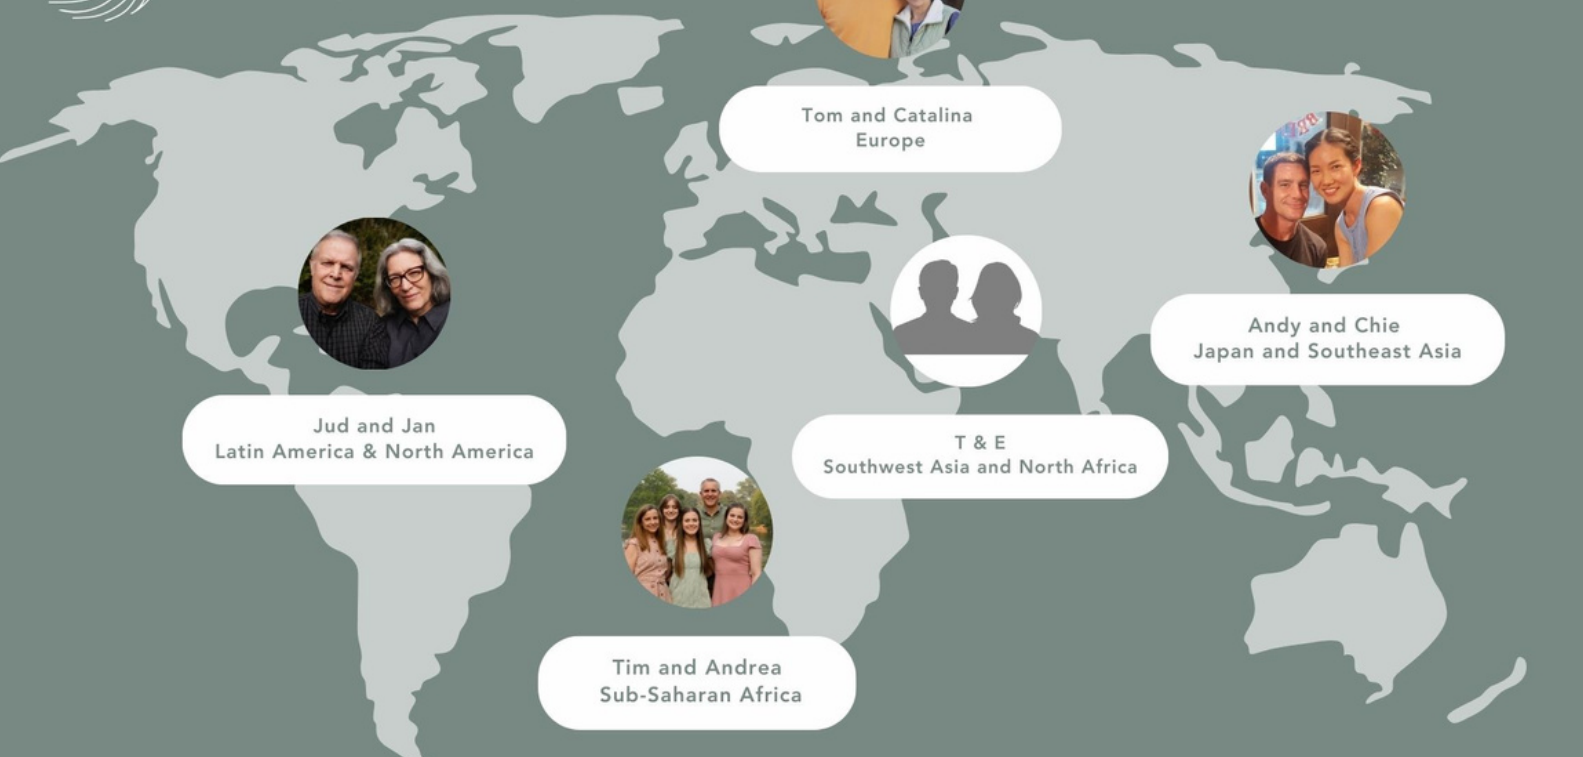 Tom and Catalina
Europe
Andy and Chie
Japan and Southeast Asia
Jud and Jan
Latin America & North America
T & E
Southwest Asia and North Africa
Tim and Andrea
Sub-Saharan Africa